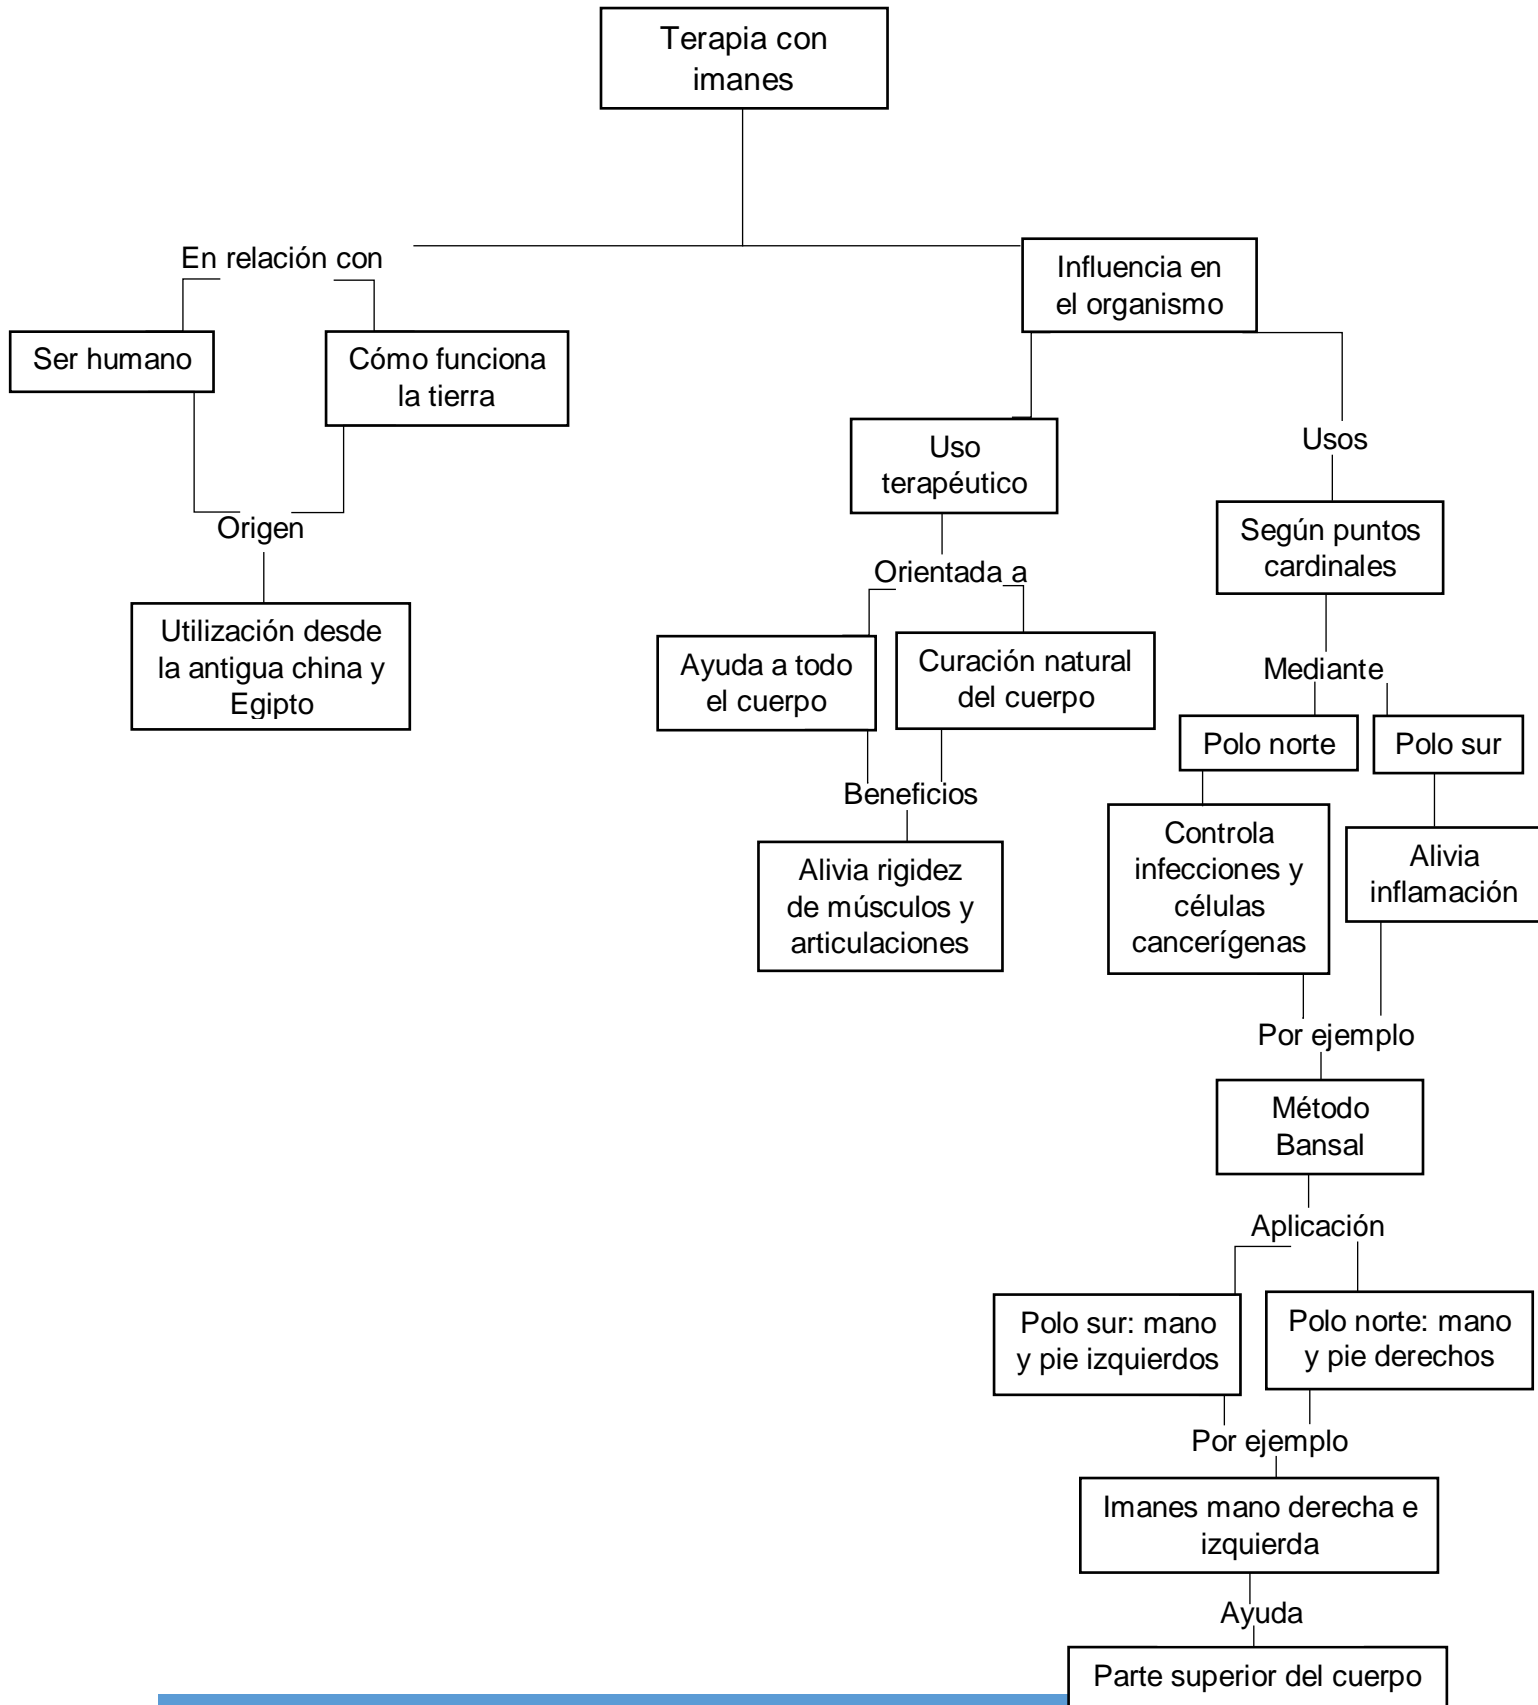 Terapia con
imanes
En relación con
Ser humano
Cómo funciona
la tierra
Origen
Utilización desde
la antigua china y
Egipto
Influencia en
el organismo
Uso
terapéutico
Orientada a
Ayuda a todo
el cuerpo
Curación natural
del cuerpo
Beneficios
Alivia rigidez
de músculos y
articulaciones
Usos
Según puntos
cardinales
Mediante
Polo norte
Polo sur
Controla
infecciones y
células
cancerígenas
Alivia
inflamación
Por ejemplo
Método
Bansal
Aplicación
Polo sur: mano
y pie izquierdos
Polo norte: mano
y pie derechos
Por ejemplo
Imanes mano derecha e
izquierda
Ayuda
Parte superior del cuerpo